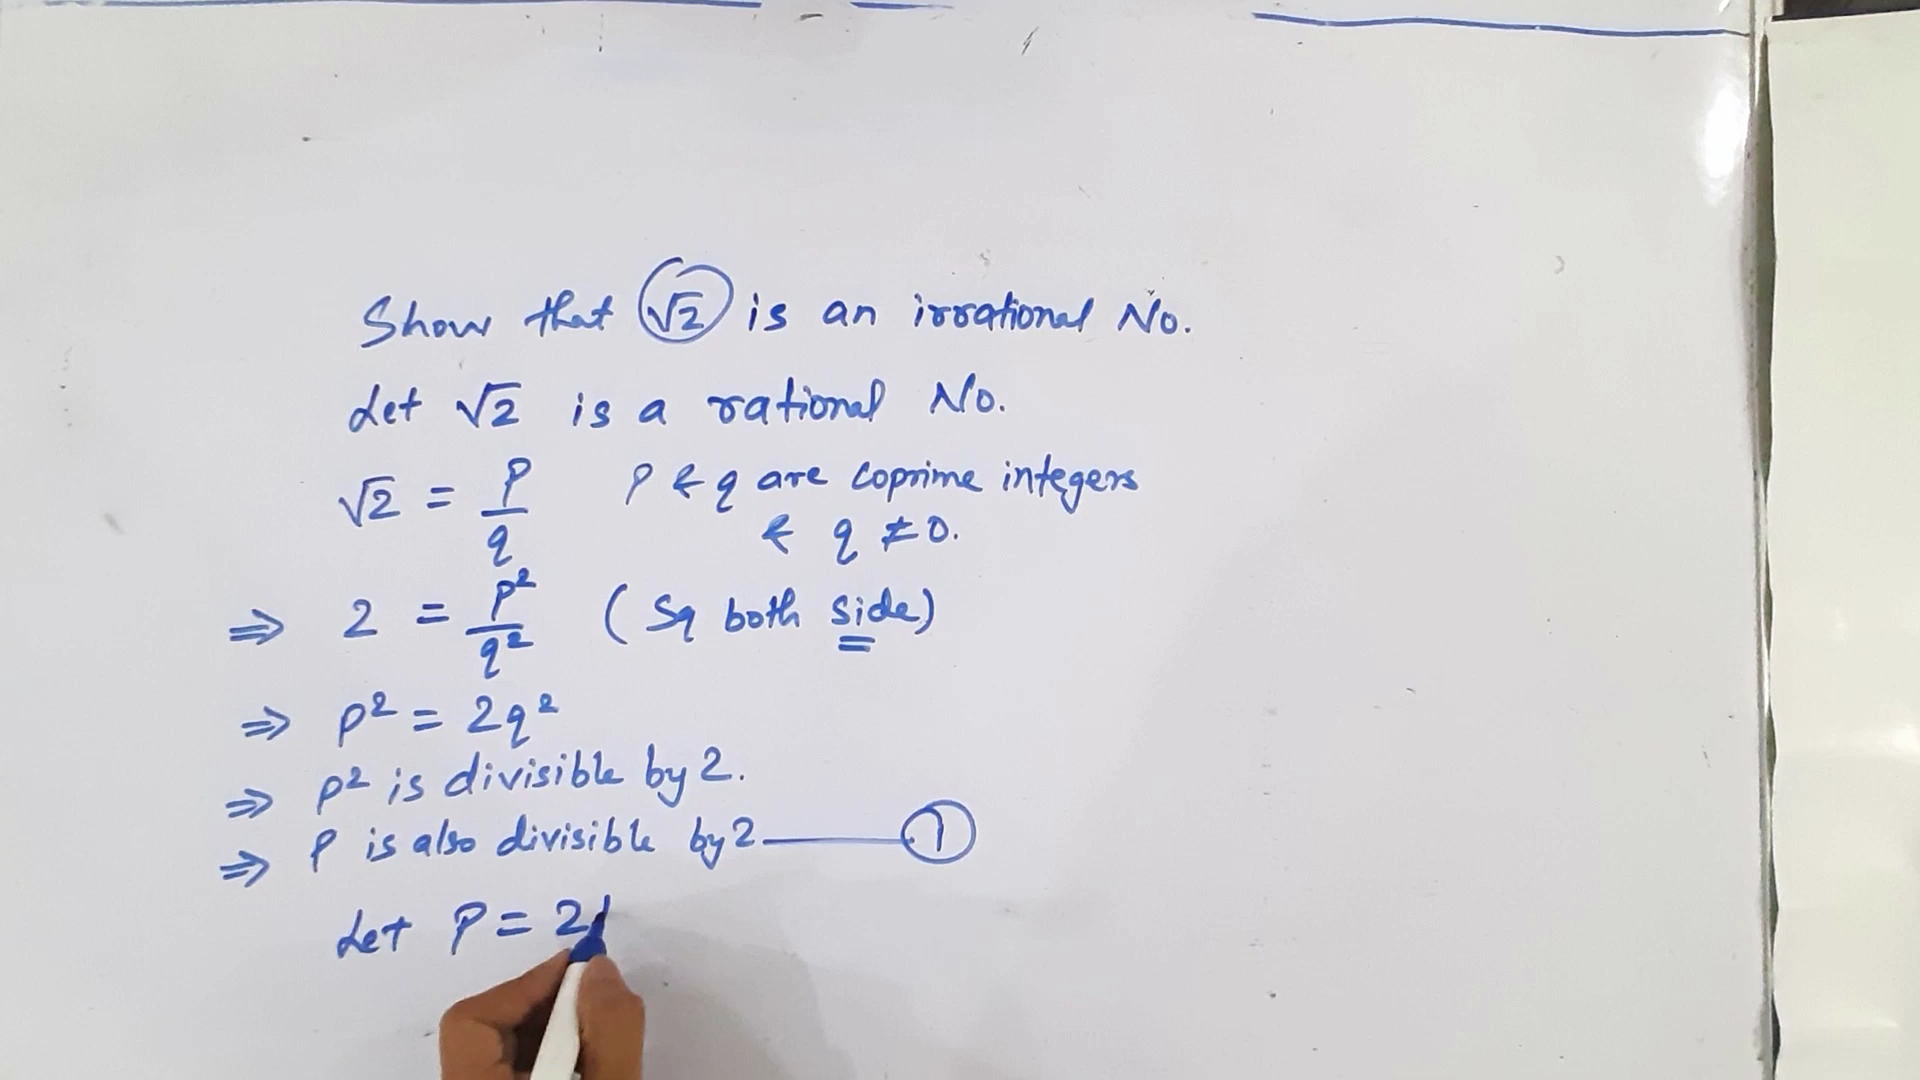 Show that √2 is an irrational No.
Let √2 is a rational No.
√2 = p/q p & q are coprime integers
& q ≠ 0.
⇒ 2 = p²/q² (Sq both side)
⇒ p² = 2q²
⇒ p² is divisible by 2.
⇒ p is also divisible by 2 — 1
Let p = 2